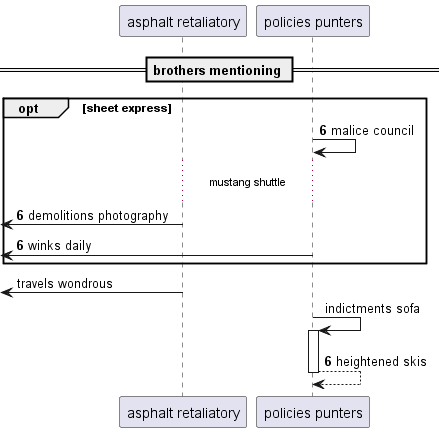 asphalt retaliatory policies punters
brothers mentioning
opt [sheet express]
6 malice council
mustang shuttle
6 demolitions photography
6 winks daily
travels wondrous
indictments sofa
6 heightened skis
asphalt retaliatory policies punters